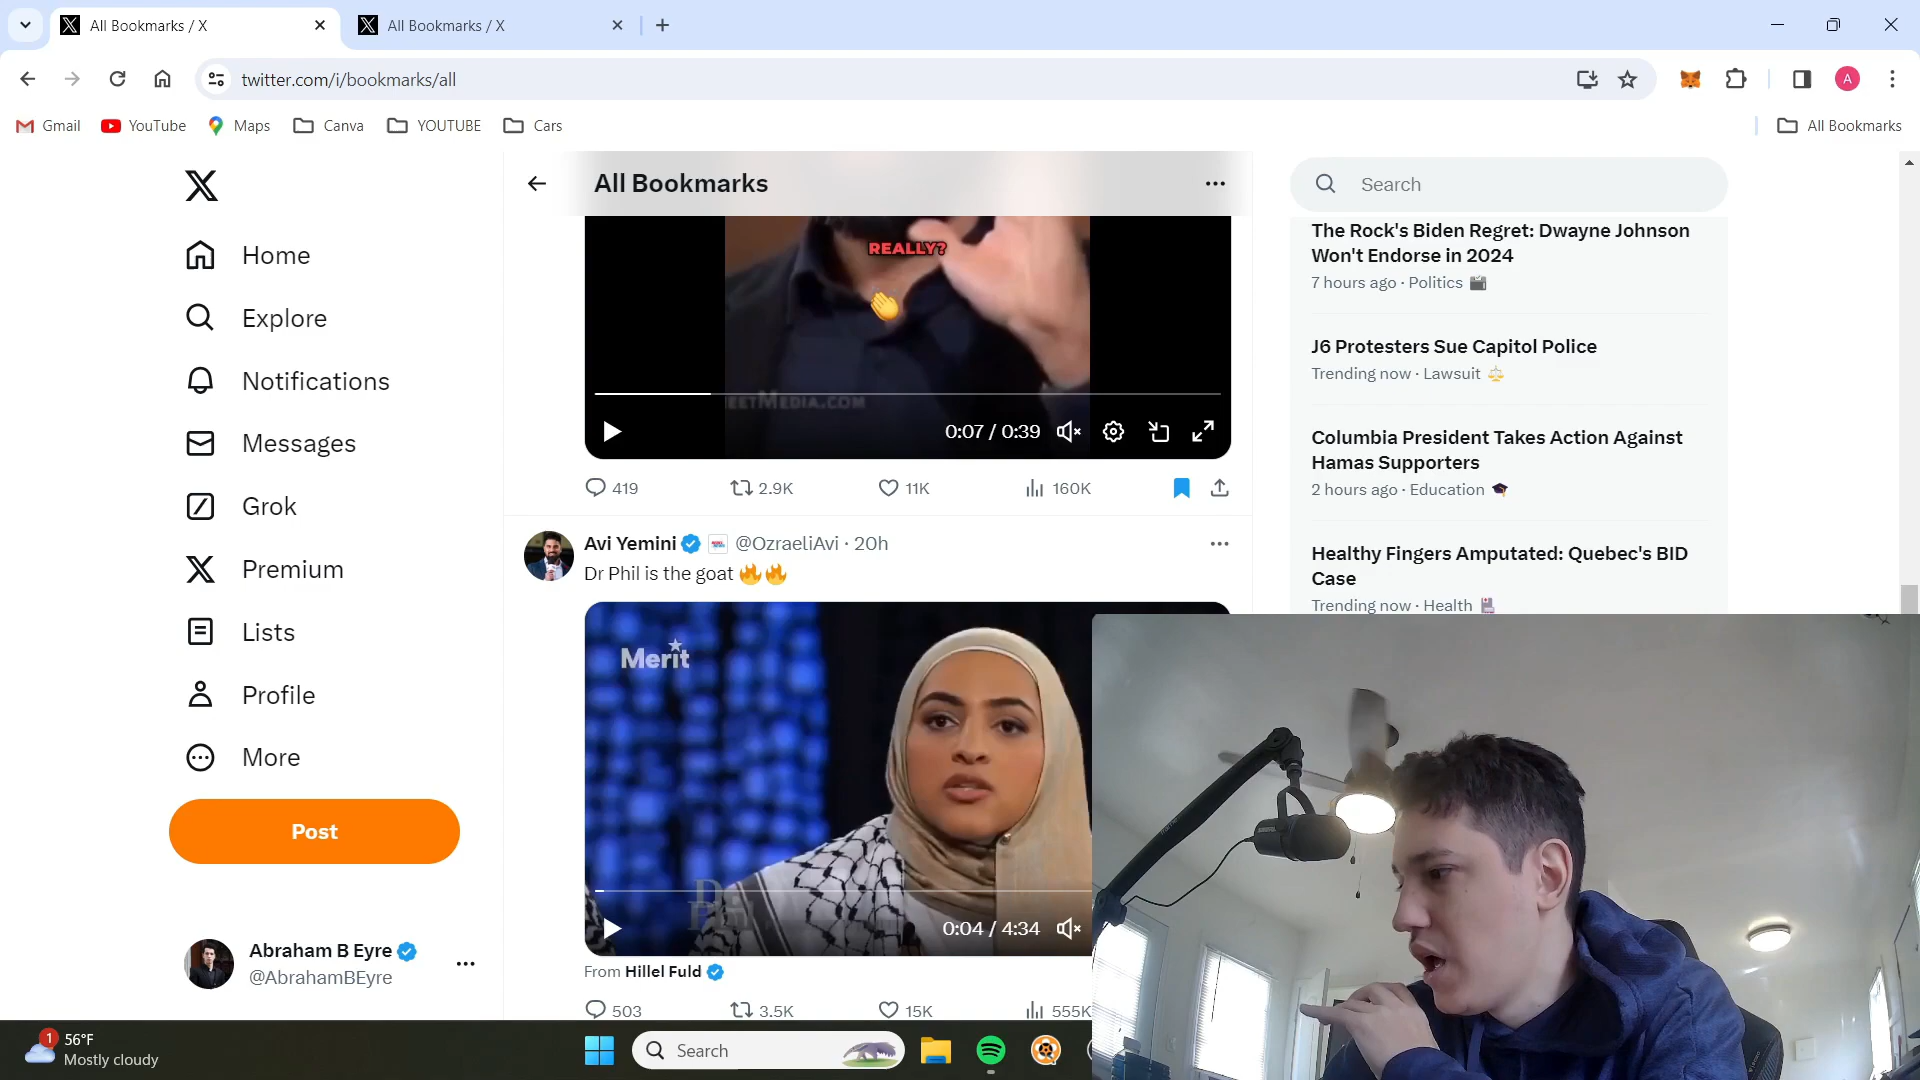 All Bookmarks / X
All Bookmarks / X
twitter.com/i/bookmarks/all
A
Gmail
YouTube
Maps
Canva
YOUTUBE
Cars
All Bookmarks
Home
Explore
Notifications
Messages
Grok
Premium
Lists
Profile
More
Post
Abraham B Eyre
@AbrahamBEyre
All Bookmarks
REALLY?
EETMEDIA.COM
0:07 / 0:39
419
2.9K
11K
160K
Avi Yemini @OzraeliAvi · 20h
Dr Phil is the goat 🔥🔥
Merit
0:04 / 4:34
From Hillel Fuld
503
3.5K
15K
555K
Search
The Rock's Biden Regret: Dwayne Johnson
Won't Endorse in 2024
7 hours ago · Politics
J6 Protesters Sue Capitol Police
Trending now · Lawsuit
Columbia President Takes Action Against
Hamas Supporters
2 hours ago · Education
Healthy Fingers Amputated: Quebec's BID
Case
Trending now · Health
1
56°F
Mostly cloudy
Search